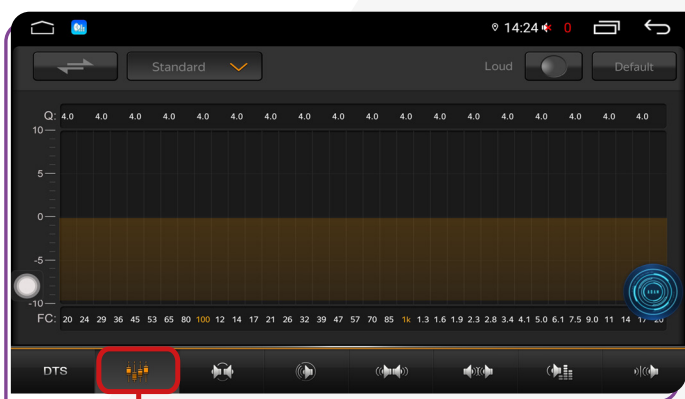 14:24 0
Standard Loud Default
Q: 4.0 4.0 4.0 4.0 4.0 4.0 4.0 4.0 4.0 4.0 4.0 4.0 4.0 4.0 4.0 4.0 4.0 4.0
10
5
0
-5
-10
FC: 20 24 29 36 45 53 65 80 100 12 14 17 21 26 32 39 47 57 70 85 1k 1.3 1.6 1.9 2.3 2.8 3.4 4.1 5.0 6.1 7.5 9.0 11 14 17 20
DTS